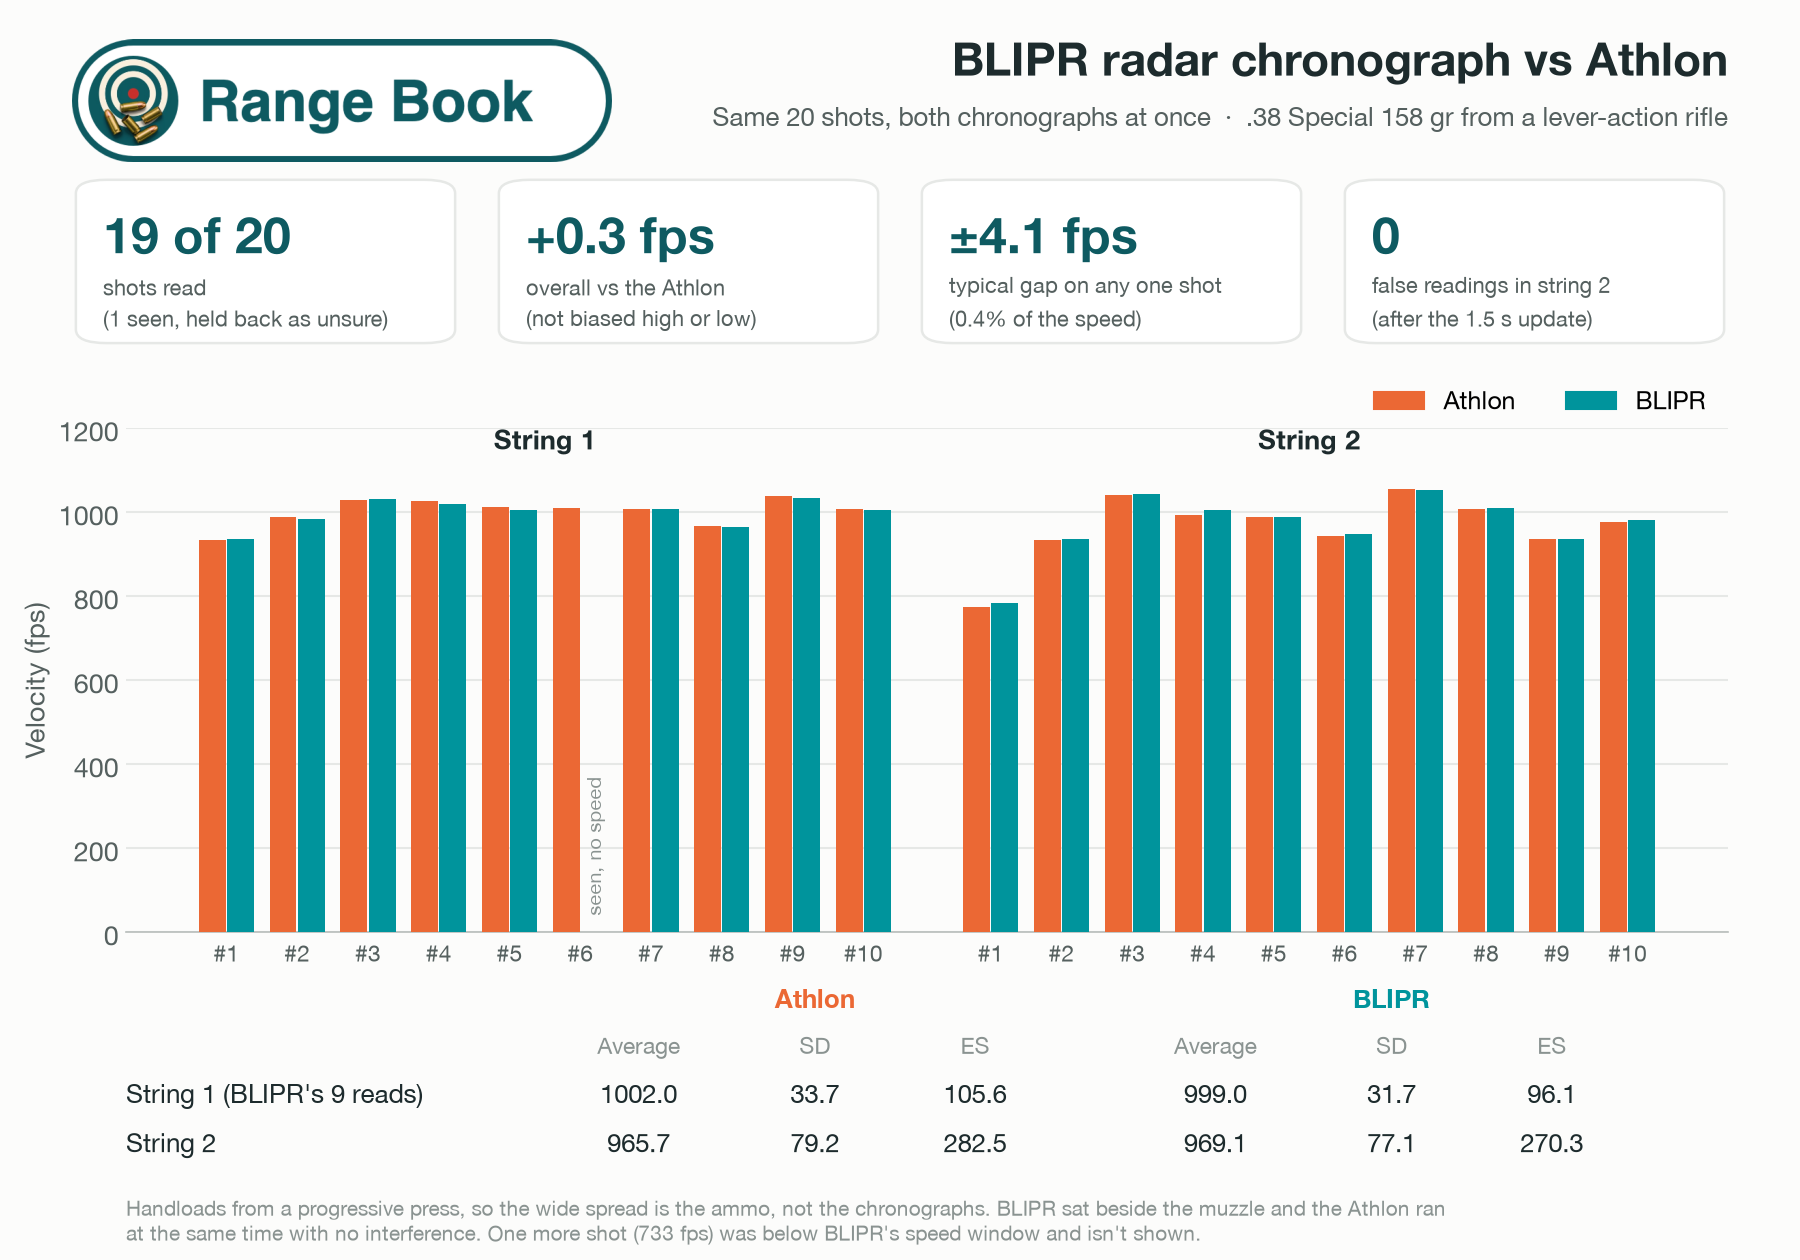 Range Book
BLIPR radar chronograph vs Athlon
Same 20 shots, both chronographs at once · .38 Special 158 gr from a lever-action rifle
19 of 20
shots read
(1 seen, held back as unsure)
+0.3 fps
overall vs the Athlon
(not biased high or low)
±4.1 fps
typical gap on any one shot
(0.4% of the speed)
0
false readings in string 2
(after the 1.5 s update)
Athlon BLIPR
String 1 String 2
Velocity (fps)
1200
1000
800
600
400
200
0
seen, no speed
#1 #2 #3 #4 #5 #6 #7 #8 #9 #10 #1 #2 #3 #4 #5 #6 #7 #8 #9 #10
Athlon BLIPR
Average SD ES Average SD ES
String 1 (BLIPR's 9 reads) 1002.0 33.7 105.6 999.0 31.7 96.1
String 2 965.7 79.2 282.5 969.1 77.1 270.3
Handloads from a progressive press, so the wide spread is the ammo, not the chronographs. BLIPR sat beside the muzzle and the Athlon ran
at the same time with no interference. One more shot (733 fps) was below BLIPR's speed window and isn't shown.